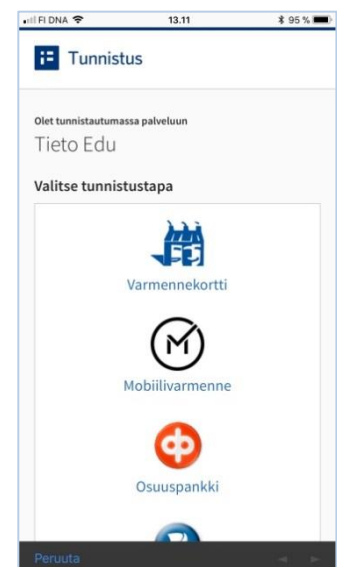 FI DNA 13.11 95 %
Tunnistus
Olet tunnistautumassa palveluun
Tieto Edu
Valitse tunnistustapa
Varmennekortti
M
Mobiilivarmenne
Osuuspankki
Peruuta